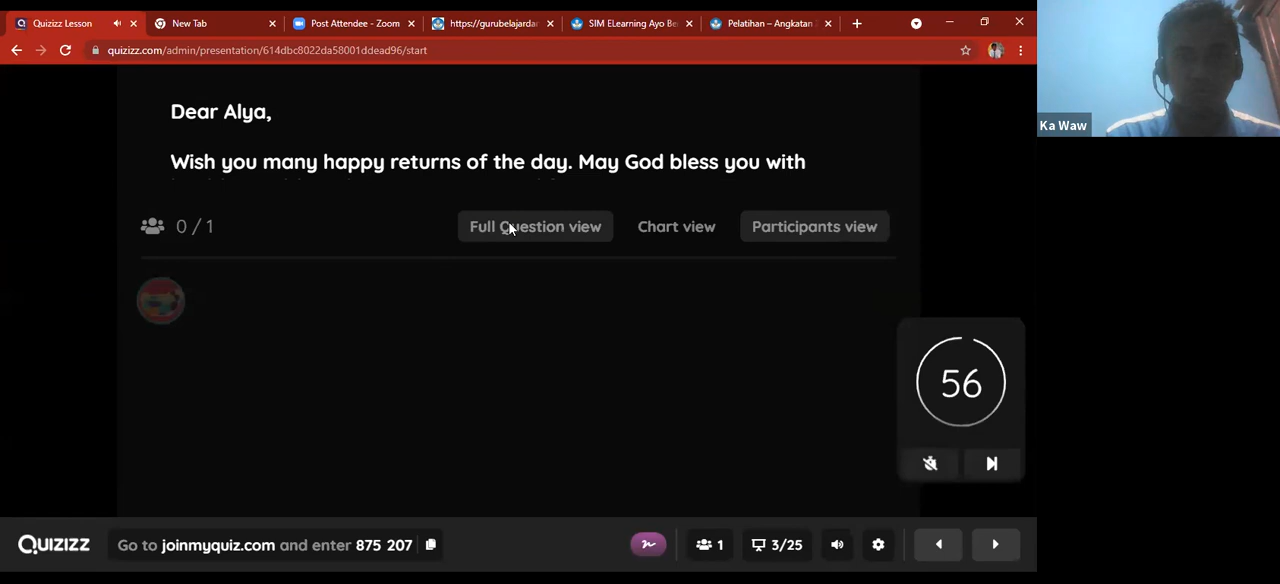 Quizizz Lesson
New Tab
Post Attendee - Zoom
https://gurubelajardar
SIM ELearning Ayo Be
Pelatihan – Angkatan
quizizz.com/admin/presentation/614dbc8022da58001ddead96/start
Ka Waw
Dear Alya,
Wish you many happy returns of the day. May God bless you with
0 / 1
Full Question view
Chart view
Participants view
56
Quizizz
Go to joinmyquiz.com and enter 875 207
1
3/25